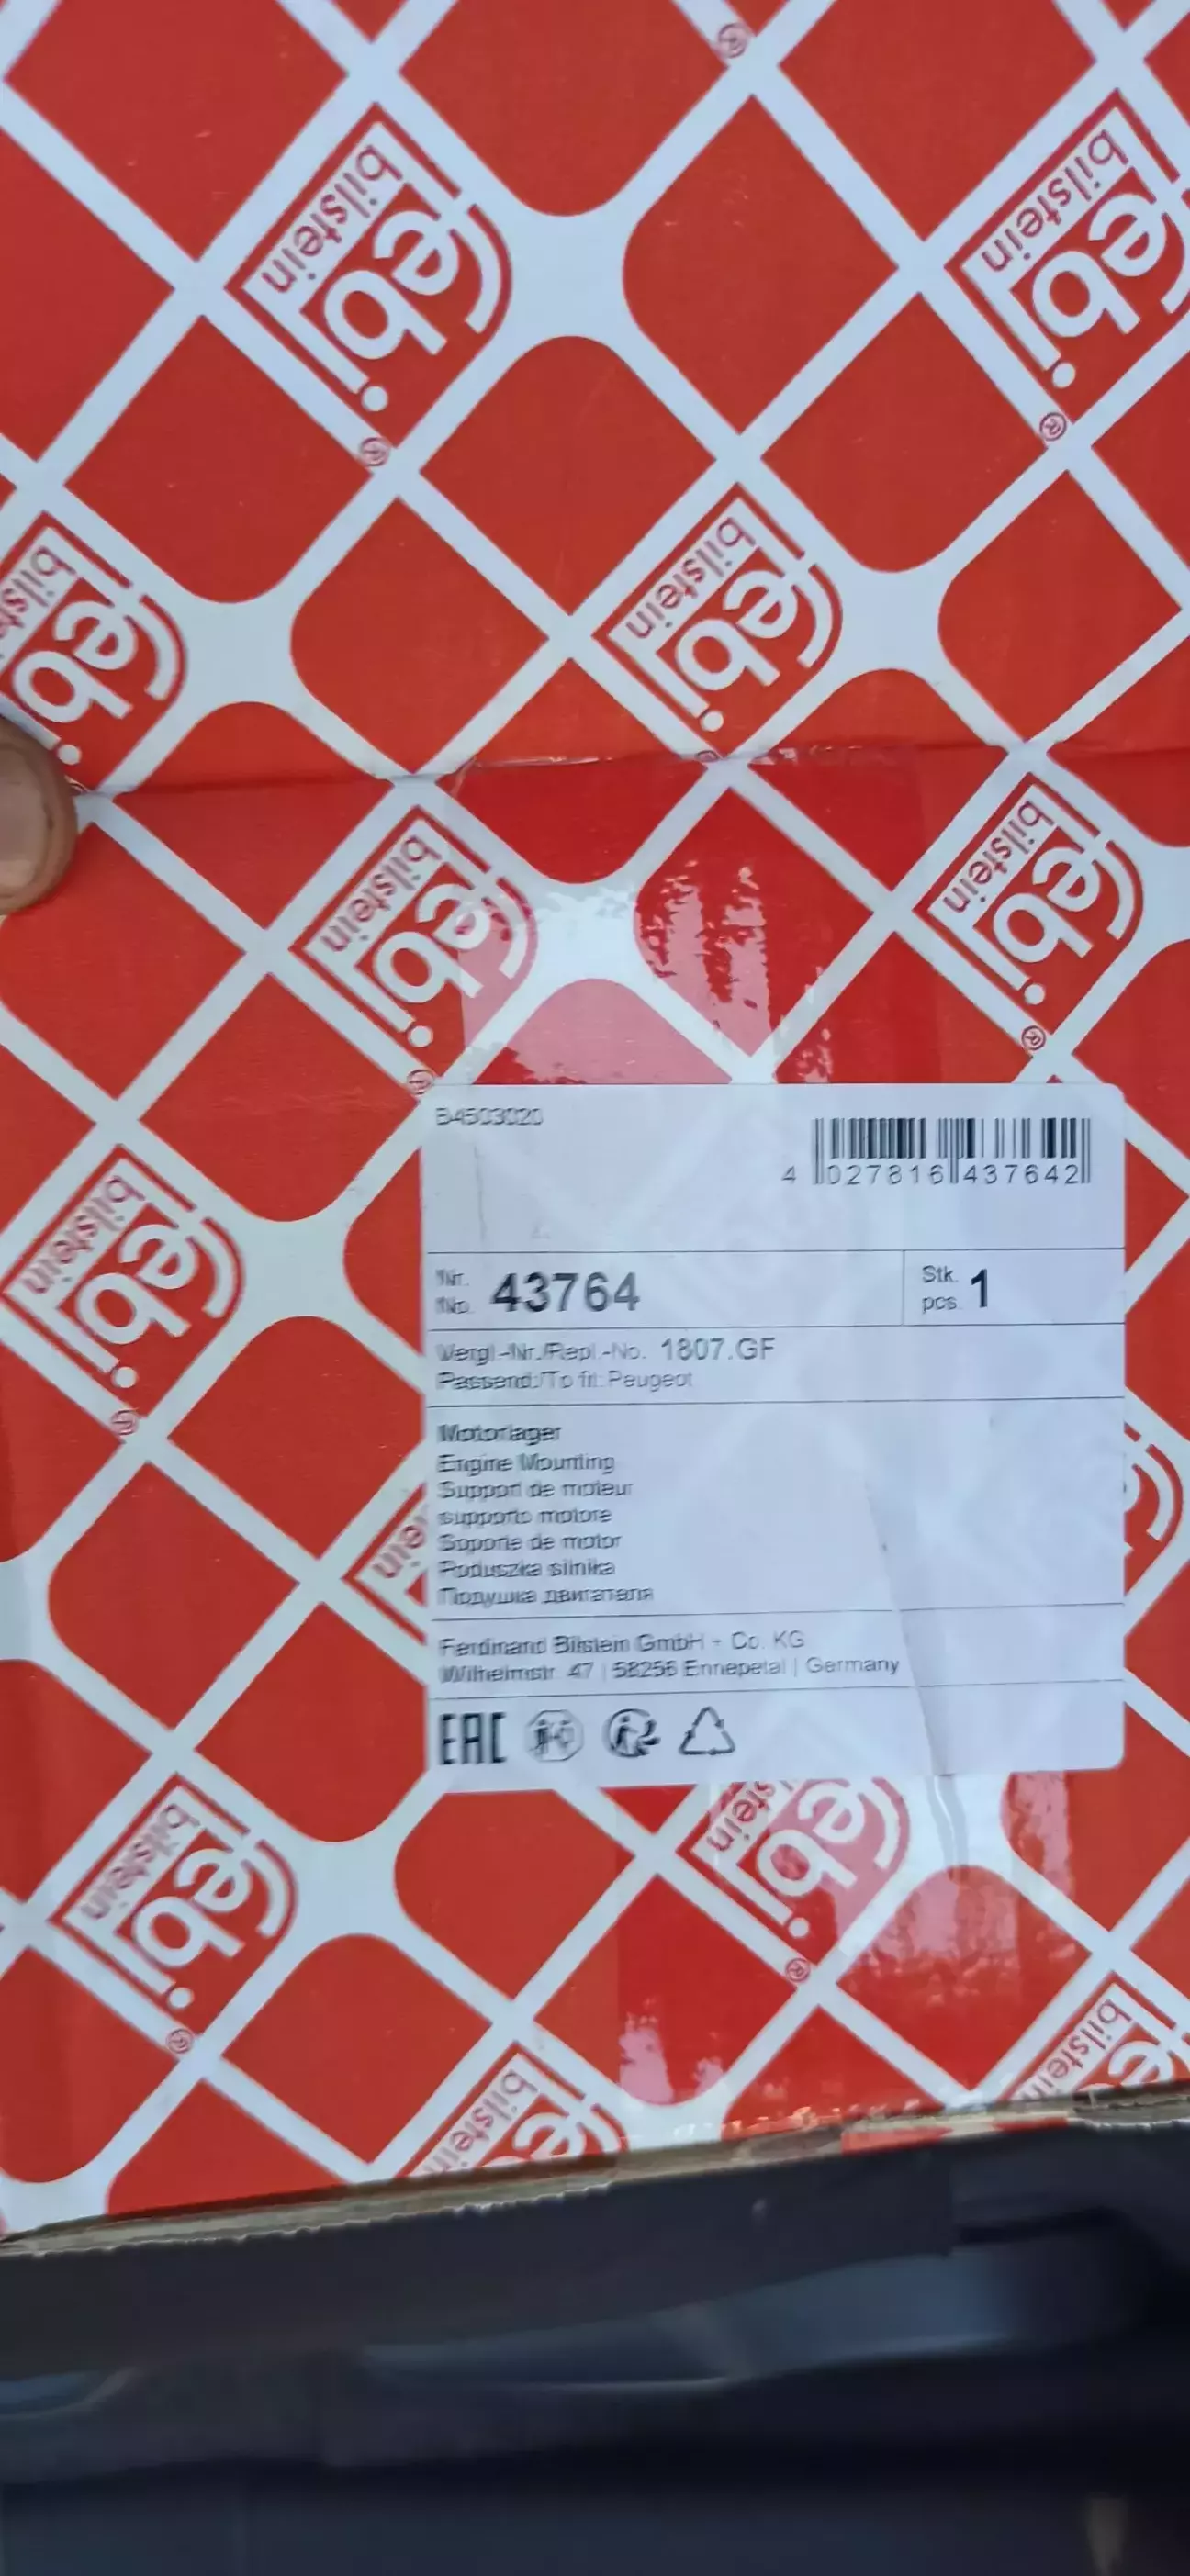 febi
bilstein
®
B4503020
4 027816 437642
Nr.
No. 43764
Stk.
pcs. 1
Vergl.-Nr./Repl.-No. 1807.GF
Passend:/To fit: Peugeot
Motorlager
Engine Mounting
Support de moteur
supporto motore
Soporte de motor
Poduszka silnika
Подушка двигателя
Ferdinand Bilstein GmbH + Co. KG
Wilhelmstr. 47 | 58256 Ennepetal | Germany
EAC